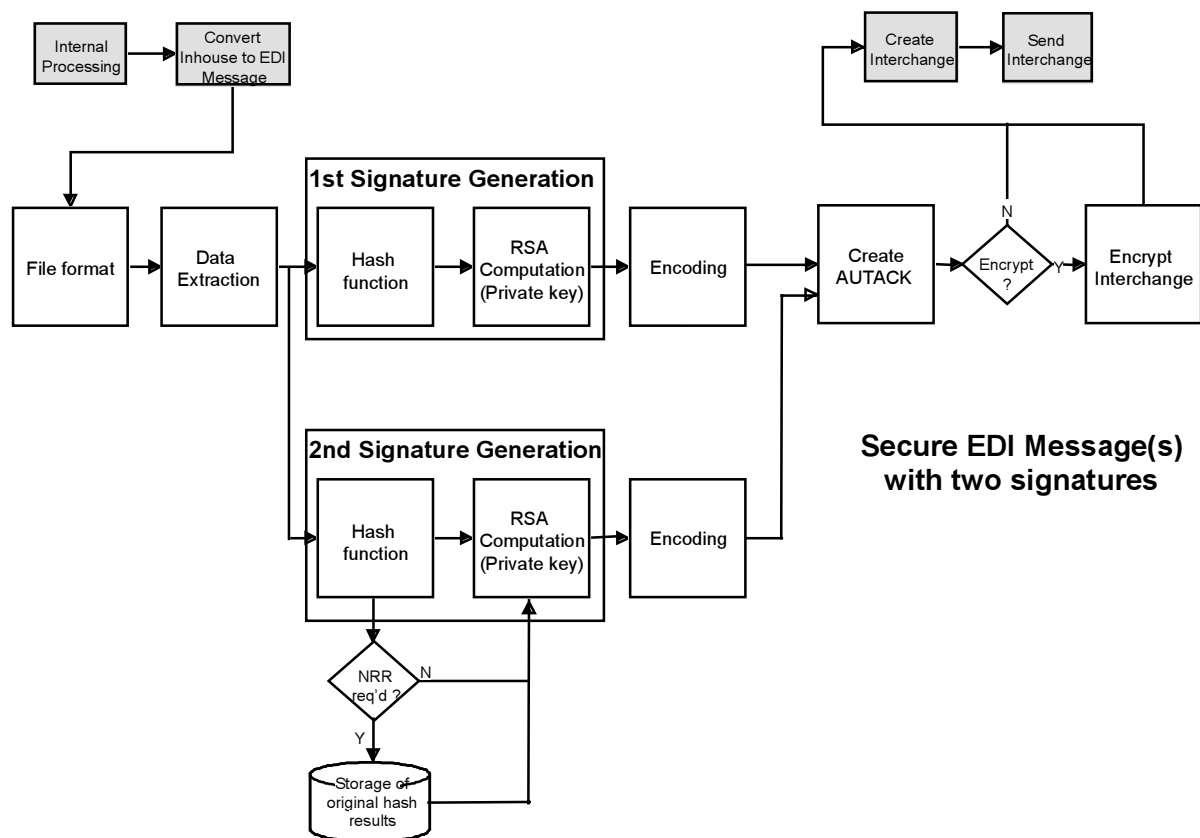 Internal
Processing
Convert
Inhouse to EDI
Message
Create
Interchange
Send
Interchange
1st Signature Generation
File format
Data
Extraction
Hash
function
RSA
Computation
(Private key)
Encoding
Create
AUTACK
N
Encrypt
?
Y
Encrypt
Interchange
2nd Signature Generation
Hash
function
RSA
Computation
(Private key)
Encoding
Secure EDI Message(s)
with two signatures
NRR
req'd ?
N
Y
Storage of
original hash
results